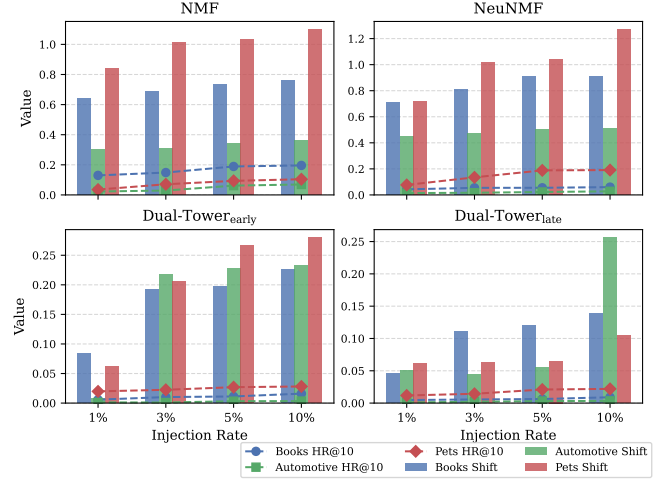 NMF
NeuNMF
Value
1.0
0.8
0.6
0.4
0.2
0.0
1.2
1.0
0.8
0.6
0.4
0.2
0.0
Dual-Tower_early
Dual-Tower_late
Value
0.25
0.20
0.15
0.10
0.05
0.00
0.25
0.20
0.15
0.10
0.05
0.00
1% 3% 5% 10%
1% 3% 5% 10%
Injection Rate
Injection Rate
Books HR@10 Pets HR@10 Automotive Shift
Automotive HR@10 Books Shift Pets Shift